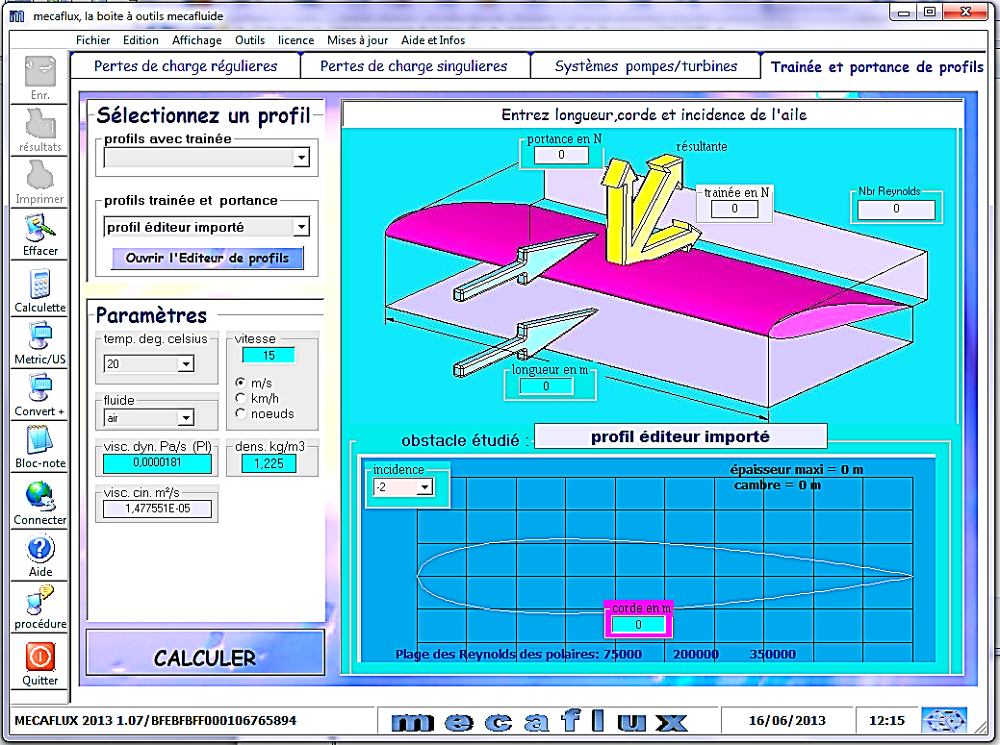 mecaflux, la boite à outils mecafluide
Fichier Edition Affichage Outils licence Mises à jour Aide et Infos
Pertes de charge régulieres Pertes de charge singulieres Systèmes pompes/turbines Trainée et portance de profils
Enr.
résultats
Imprimer
Effacer
Calculette
Metric/US
Convert +
Bloc-note
Connecter
Aide
procédure
Quitter
Sélectionnez un profil
profils avec trainée
profils trainée et portance
profil éditeur importé
Ouvrir l'Editeur de profils
Paramètres
temp. deg. celsius
20
vitesse
15
m/s
km/h
noeuds
fluide
air
visc. dyn. Pa/s (Pl)
0,0000181
dens. kg/m3
1,225
visc. cin. m²/s
1,477551E-05
CALCULER
Entrez longueur,corde et incidence de l'aile
portance en N
0
résultante
trainée en N
0
Nbr Reynolds
0
longueur en m
0
obstacle étudié : profil éditeur importé
incidence
-2
épaisseur maxi = 0 m
cambre = 0 m
corde en m
0
Plage des Reynolds des polaires: 75000 200000 350000
MECAFLUX 2013 1.07/BFEBFBFF000106765894 mecaflux 16/06/2013 12:15